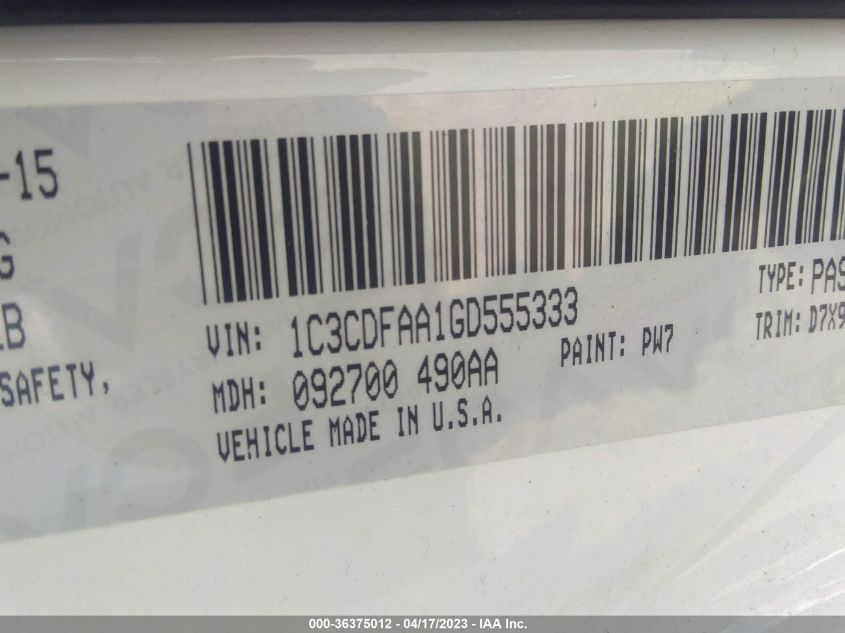 -15
G
LB
SAFETY,
VIN: 1C3CDFAA1GD555333
TYPE: PAS
MDH: 092700 490AA
PAINT: PW7
TRIM: D7X9
VEHICLE MADE IN U.S.A.
000-36375012 - 04/17/2023 - IAA Inc.